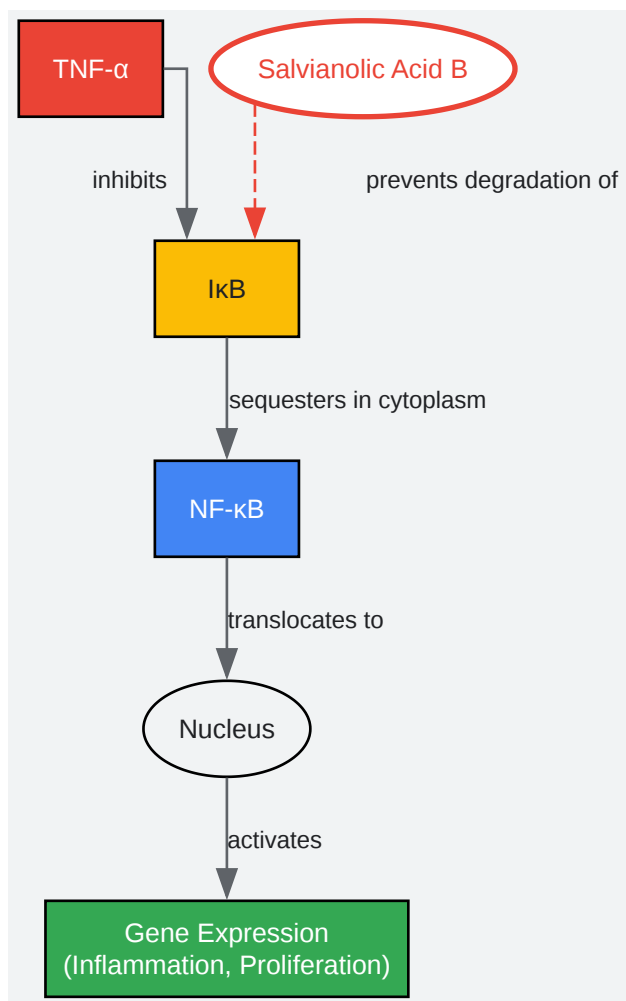 TNF-α
Salvianolic Acid B
inhibits
prevents degradation of
IκB
sequesters in cytoplasm
NF-κB
translocates to
Nucleus
activates
Gene Expression
(Inflammation, Proliferation)